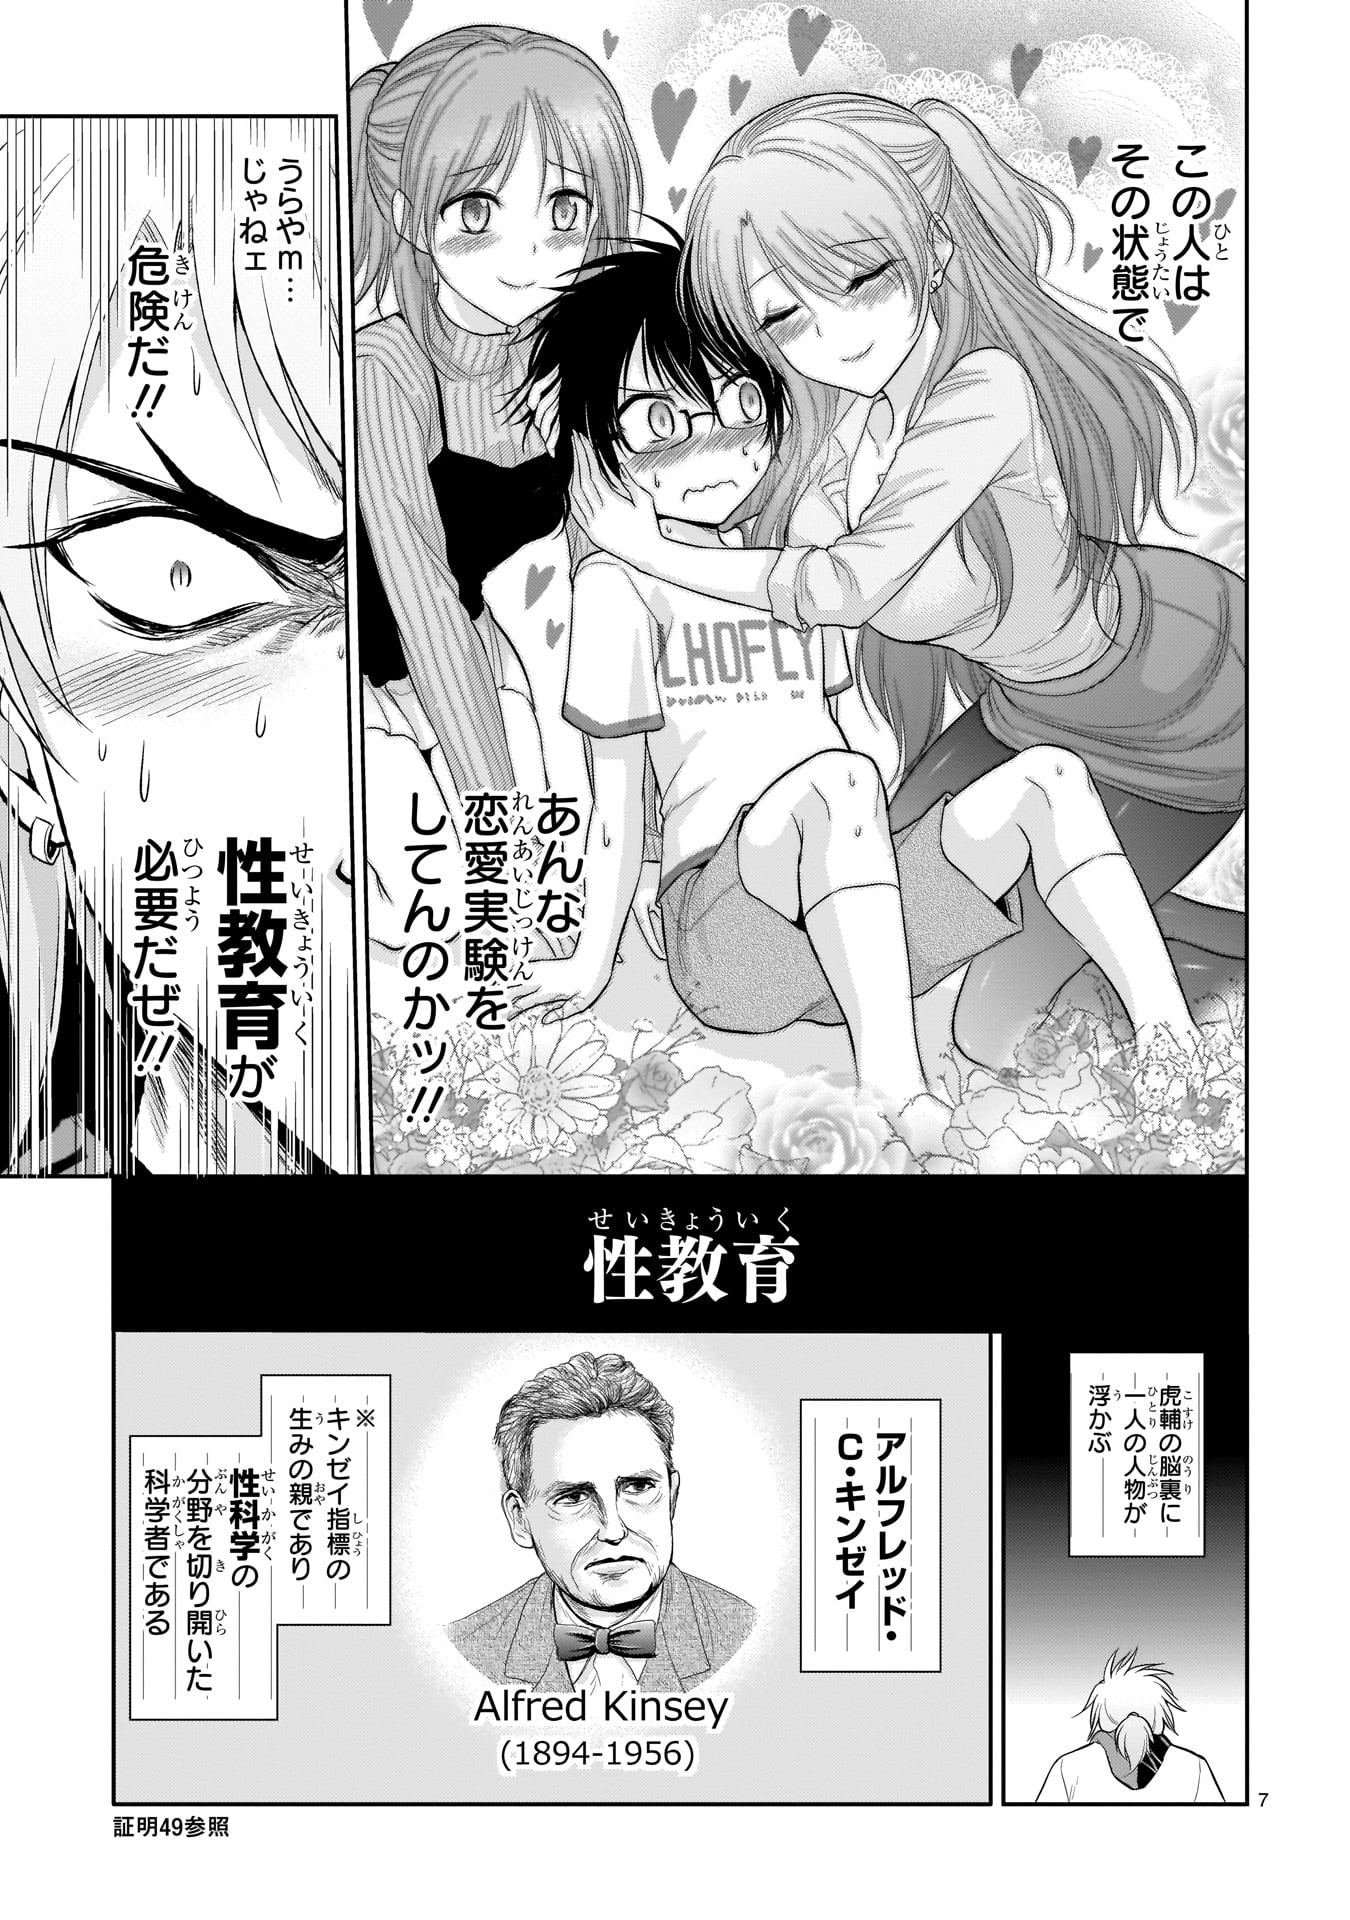 この人は
その状態で
LHOFCY
あんな
恋愛実験を
してんのかッ!!
うらやm…
じゃねェ
危険だ!!
性教育が
必要だぜ!!
性教育
虎輔の脳裏に
一人の人物が
浮かぶ
アルフレッド・
C・キンゼイ
Alfred Kinsey
(1894-1956)
※
キンゼイ指標の
生みの親であり
性科学の
分野を切り開いた
科学者である
証明49参照
7